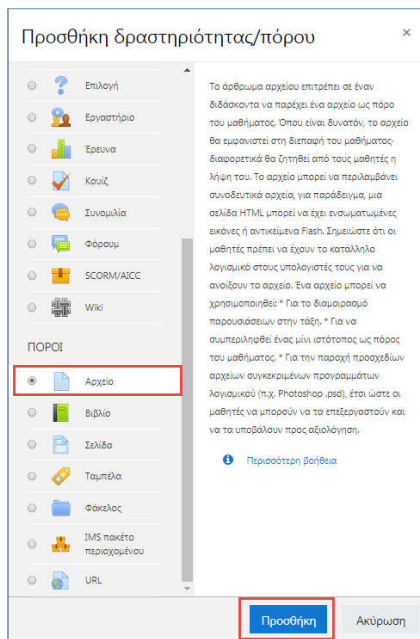 Προσθήκη δραστηριότητας/πόρου
×
Επιλογή
Εργαστήριο
Έρευνα
Κουίζ
Συνομιλία
Φόρουμ
SCORM/AICC
Wiki
ΠΟΡΟΙ
Αρχείο
Βιβλίο
Σελίδα
Ταμπέλα
Φάκελος
IMS πακέτο
περιεχομένου
URL
Το άρθρωμα αρχείου επιτρέπει σε έναν
διδάσκοντα να παρέχει ένα αρχείο ως πόρο
του μαθήματος. Όπου είναι δυνατόν, το αρχείο
θα εμφανιστεί στη διεπαφή του μαθήματος·
διαφορετικά θα ζητηθεί από τους μαθητές η
λήψη του. Το αρχείο μπορεί να περιλαμβάνει
συνοδευτικά αρχεία, για παράδειγμα, μια
σελίδα HTML μπορεί να έχει ενσωματωμένες
εικόνες ή αντικείμενα Flash. Σημειώστε ότι οι
μαθητές πρέπει να έχουν το κατάλληλο
λογισμικό στους υπολογιστές τους για να
ανοίξουν το αρχείο. Ένα αρχείο μπορεί να
χρησιμοποιηθεί: * Για το διαμοιρασμό
παρουσιάσεων στην τάξη. * Για να
συμπεριληφθεί ένας μίνι ιστότοπος ως πόρος
του μαθήματος. * Για την παροχή προσχεδίων
αρχείων συγκεκριμένων προγραμμάτων
λογισμικού (π.χ. Photoshop .psd), έτσι ώστε οι
μαθητές να μπορούν να τα επεξεργαστούν και
να τα υποβάλουν προς αξιολόγηση.
Περισσότερη βοήθεια
Προσθήκη
Ακύρωση